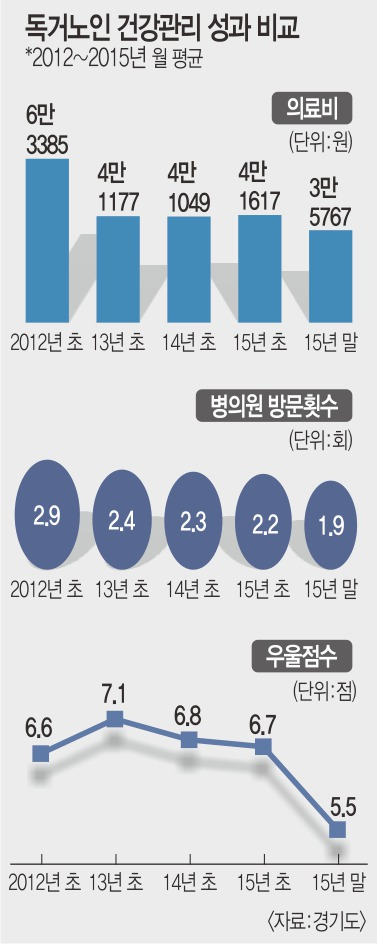 독거노인 건강관리 성과 비교
*2012~2015년 월 평균
의료비
(단위:원)
6만
3385
4만
1177
4만
1049
4만
1617
3만
5767
2012년 초 13년 초 14년 초 15년 초 15년 말
병의원 방문횟수
(단위:회)
2.9 2.4 2.3 2.2 1.9
2012년 초 13년 초 14년 초 15년 초 15년 말
우울점수
(단위:점)
6.6 7.1 6.8 6.7 5.5
2012년 초 13년 초 14년 초 15년 초 15년 말
〈자료:경기도〉